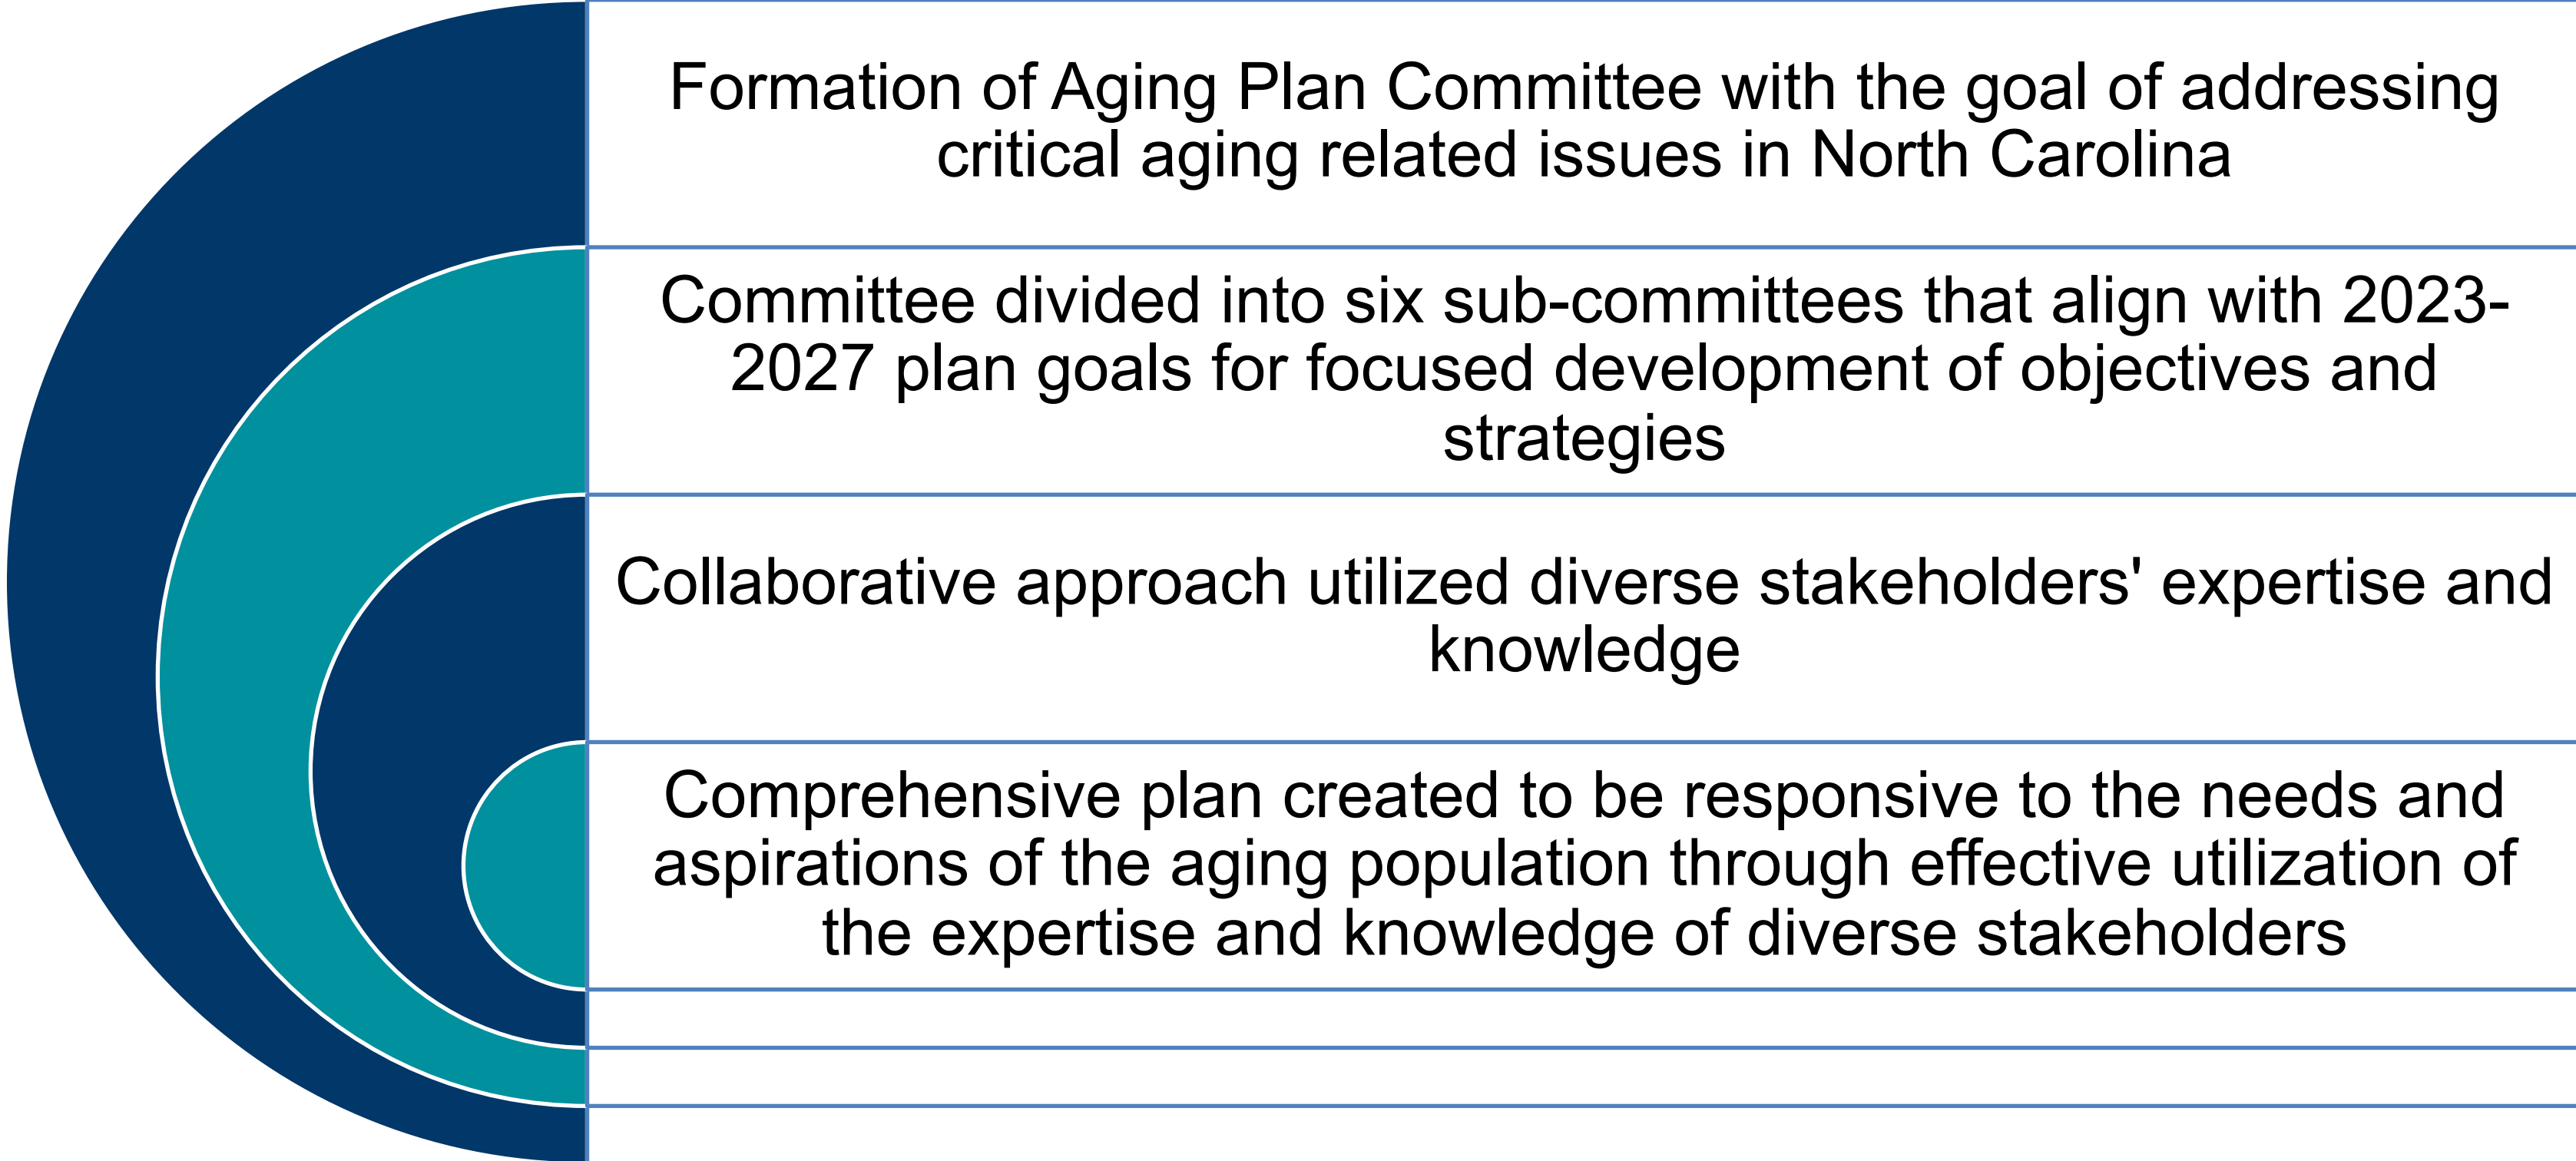 Formation of Aging Plan Committee with the goal of addressing
critical aging related issues in North Carolina
Committee divided into six sub-committees that align with 2023-
2027 plan goals for focused development of objectives and
strategies
Collaborative approach utilized diverse stakeholders' expertise and
knowledge
Comprehensive plan created to be responsive to the needs and
aspirations of the aging population through effective utilization of
the expertise and knowledge of diverse stakeholders